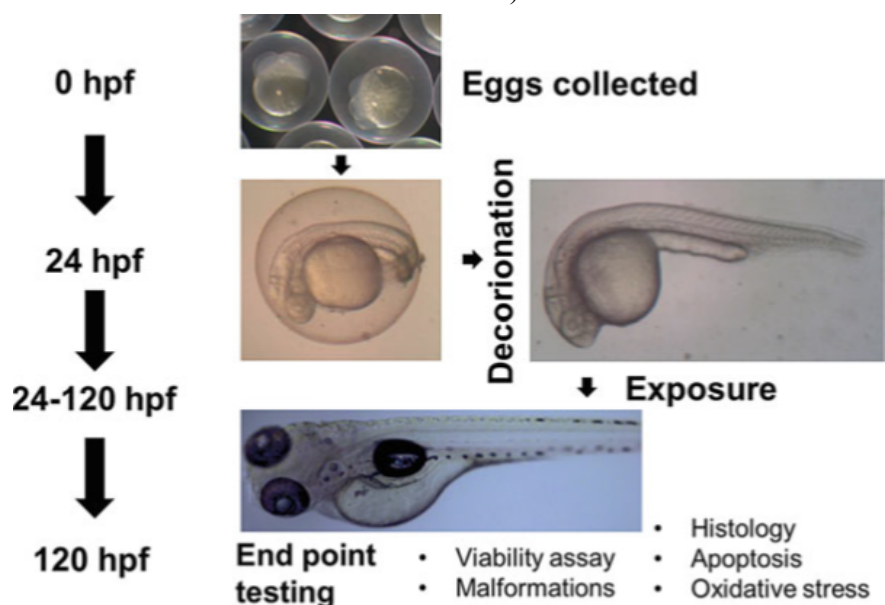 )
0 hpf
Eggs collected
24 hpf
Decorionation
24-120 hpf
Exposure
120 hpf
End point
testing
• Viability assay
• Malformations
• Histology
• Apoptosis
• Oxidative stress